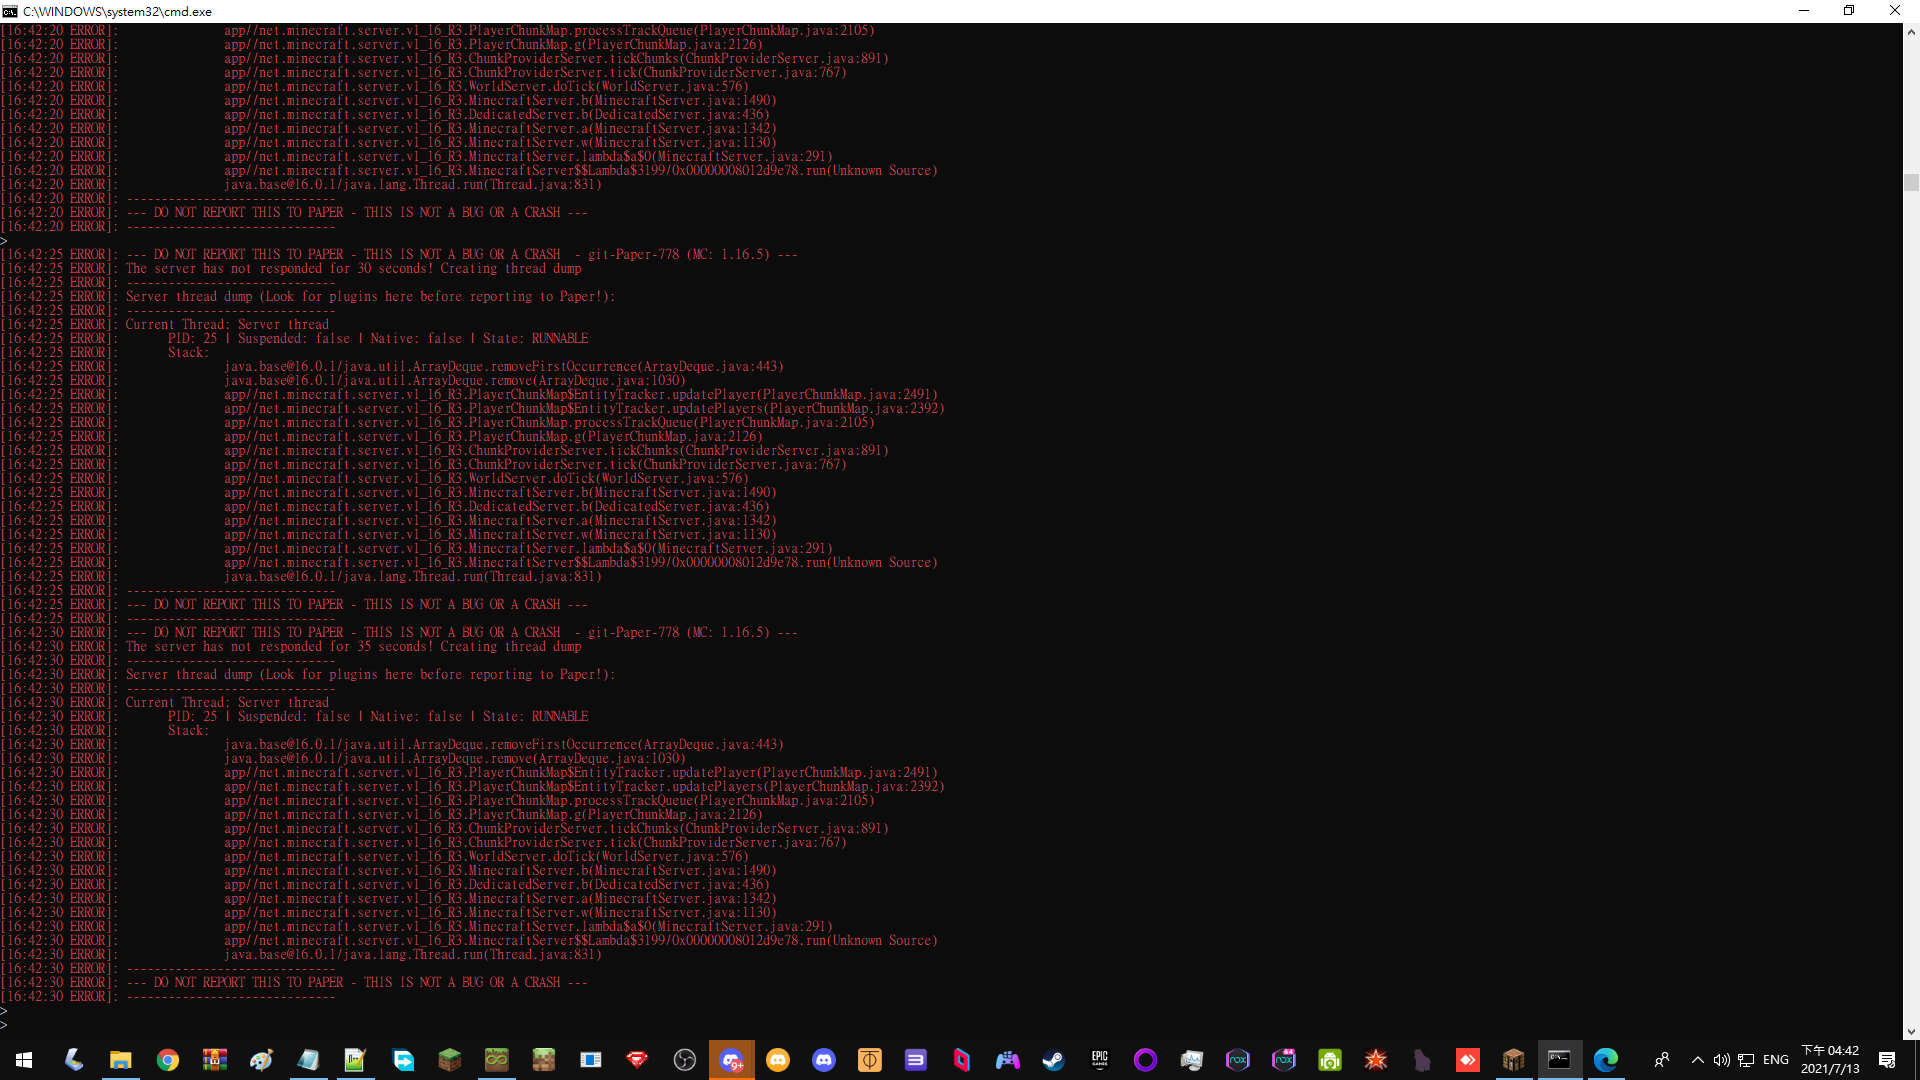 C:\WINDOWS\system32\cmd.exe
[16:42:20 ERROR]: app//net.minecraft.server.v1_16_R3.PlayerChunkMap.processTrackQueue(PlayerChunkMap.java:2105)
[16:42:20 ERROR]: app//net.minecraft.server.v1_16_R3.PlayerChunkMap.g(PlayerChunkMap.java:2126)
[16:42:20 ERROR]: app//net.minecraft.server.v1_16_R3.ChunkProviderServer.tickChunks(ChunkProviderServer.java:891)
[16:42:20 ERROR]: app//net.minecraft.server.v1_16_R3.ChunkProviderServer.tick(ChunkProviderServer.java:767)
[16:42:20 ERROR]: app//net.minecraft.server.v1_16_R3.WorldServer.doTick(WorldServer.java:576)
[16:42:20 ERROR]: app//net.minecraft.server.v1_16_R3.MinecraftServer.b(MinecraftServer.java:1490)
[16:42:20 ERROR]: app//net.minecraft.server.v1_16_R3.DedicatedServer.b(DedicatedServer.java:436)
[16:42:20 ERROR]: app//net.minecraft.server.v1_16_R3.MinecraftServer.a(MinecraftServer.java:1342)
[16:42:20 ERROR]: app//net.minecraft.server.v1_16_R3.MinecraftServer.w(MinecraftServer.java:1130)
[16:42:20 ERROR]: app//net.minecraft.server.v1_16_R3.MinecraftServer.lambda$a$0(MinecraftServer.java:291)
[16:42:20 ERROR]: app//net.minecraft.server.v1_16_R3.MinecraftServer$$Lambda$3199/0x00000008012d9e78.run(Unknown Source)
[16:42:20 ERROR]: java.base@16.0.1/java.lang.Thread.run(Thread.java:831)
[16:42:20 ERROR]: ------------------------------
[16:42:20 ERROR]: --- DO NOT REPORT THIS TO PAPER - THIS IS NOT A BUG OR A CRASH ---
[16:42:20 ERROR]: ------------------------------
>
[16:42:25 ERROR]: --- DO NOT REPORT THIS TO PAPER - THIS IS NOT A BUG OR A CRASH  - git-Paper-778 (MC: 1.16.5) ---
[16:42:25 ERROR]: The server has not responded for 30 seconds! Creating thread dump
[16:42:25 ERROR]: ------------------------------
[16:42:25 ERROR]: Server thread dump (Look for plugins here before reporting to Paper!):
[16:42:25 ERROR]: ------------------------------
[16:42:25 ERROR]: Current Thread: Server thread
[16:42:25 ERROR]: PID: 25 | Suspended: false | Native: false | State: RUNNABLE
[16:42:25 ERROR]: Stack:
[16:42:25 ERROR]: java.base@16.0.1/java.util.ArrayDeque.removeFirstOccurrence(ArrayDeque.java:443)
[16:42:25 ERROR]: java.base@16.0.1/java.util.ArrayDeque.remove(ArrayDeque.java:1030)
[16:42:25 ERROR]: app//net.minecraft.server.v1_16_R3.PlayerChunkMap$EntityTracker.updatePlayer(PlayerChunkMap.java:2491)
[16:42:25 ERROR]: app//net.minecraft.server.v1_16_R3.PlayerChunkMap$EntityTracker.updatePlayers(PlayerChunkMap.java:2392)
[16:42:25 ERROR]: app//net.minecraft.server.v1_16_R3.PlayerChunkMap.processTrackQueue(PlayerChunkMap.java:2105)
[16:42:25 ERROR]: app//net.minecraft.server.v1_16_R3.PlayerChunkMap.g(PlayerChunkMap.java:2126)
[16:42:25 ERROR]: app//net.minecraft.server.v1_16_R3.ChunkProviderServer.tickChunks(ChunkProviderServer.java:891)
[16:42:25 ERROR]: app//net.minecraft.server.v1_16_R3.ChunkProviderServer.tick(ChunkProviderServer.java:767)
[16:42:25 ERROR]: app//net.minecraft.server.v1_16_R3.WorldServer.doTick(WorldServer.java:576)
[16:42:25 ERROR]: app//net.minecraft.server.v1_16_R3.MinecraftServer.b(MinecraftServer.java:1490)
[16:42:25 ERROR]: app//net.minecraft.server.v1_16_R3.DedicatedServer.b(DedicatedServer.java:436)
[16:42:25 ERROR]: app//net.minecraft.server.v1_16_R3.MinecraftServer.a(MinecraftServer.java:1342)
[16:42:25 ERROR]: app//net.minecraft.server.v1_16_R3.MinecraftServer.w(MinecraftServer.java:1130)
[16:42:25 ERROR]: app//net.minecraft.server.v1_16_R3.MinecraftServer.lambda$a$0(MinecraftServer.java:291)
[16:42:25 ERROR]: app//net.minecraft.server.v1_16_R3.MinecraftServer$$Lambda$3199/0x00000008012d9e78.run(Unknown Source)
[16:42:25 ERROR]: java.base@16.0.1/java.lang.Thread.run(Thread.java:831)
[16:42:25 ERROR]: ------------------------------
[16:42:25 ERROR]: --- DO NOT REPORT THIS TO PAPER - THIS IS NOT A BUG OR A CRASH ---
[16:42:25 ERROR]: ------------------------------
[16:42:30 ERROR]: --- DO NOT REPORT THIS TO PAPER - THIS IS NOT A BUG OR A CRASH  - git-Paper-778 (MC: 1.16.5) ---
[16:42:30 ERROR]: The server has not responded for 35 seconds! Creating thread dump
[16:42:30 ERROR]: ------------------------------
[16:42:30 ERROR]: Server thread dump (Look for plugins here before reporting to Paper!):
[16:42:30 ERROR]: ------------------------------
[16:42:30 ERROR]: Current Thread: Server thread
[16:42:30 ERROR]: PID: 25 | Suspended: false | Native: false | State: RUNNABLE
[16:42:30 ERROR]: Stack:
[16:42:30 ERROR]: java.base@16.0.1/java.util.ArrayDeque.removeFirstOccurrence(ArrayDeque.java:443)
[16:42:30 ERROR]: java.base@16.0.1/java.util.ArrayDeque.remove(ArrayDeque.java:1030)
[16:42:30 ERROR]: app//net.minecraft.server.v1_16_R3.PlayerChunkMap$EntityTracker.updatePlayer(PlayerChunkMap.java:2491)
[16:42:30 ERROR]: app//net.minecraft.server.v1_16_R3.PlayerChunkMap$EntityTracker.updatePlayers(PlayerChunkMap.java:2392)
[16:42:30 ERROR]: app//net.minecraft.server.v1_16_R3.PlayerChunkMap.processTrackQueue(PlayerChunkMap.java:2105)
[16:42:30 ERROR]: app//net.minecraft.server.v1_16_R3.PlayerChunkMap.g(PlayerChunkMap.java:2126)
[16:42:30 ERROR]: app//net.minecraft.server.v1_16_R3.ChunkProviderServer.tickChunks(ChunkProviderServer.java:891)
[16:42:30 ERROR]: app//net.minecraft.server.v1_16_R3.ChunkProviderServer.tick(ChunkProviderServer.java:767)
[16:42:30 ERROR]: app//net.minecraft.server.v1_16_R3.WorldServer.doTick(WorldServer.java:576)
[16:42:30 ERROR]: app//net.minecraft.server.v1_16_R3.MinecraftServer.b(MinecraftServer.java:1490)
[16:42:30 ERROR]: app//net.minecraft.server.v1_16_R3.DedicatedServer.b(DedicatedServer.java:436)
[16:42:30 ERROR]: app//net.minecraft.server.v1_16_R3.MinecraftServer.a(MinecraftServer.java:1342)
[16:42:30 ERROR]: app//net.minecraft.server.v1_16_R3.MinecraftServer.w(MinecraftServer.java:1130)
[16:42:30 ERROR]: app//net.minecraft.server.v1_16_R3.MinecraftServer.lambda$a$0(MinecraftServer.java:291)
[16:42:30 ERROR]: app//net.minecraft.server.v1_16_R3.MinecraftServer$$Lambda$3199/0x00000008012d9e78.run(Unknown Source)
[16:42:30 ERROR]: java.base@16.0.1/java.lang.Thread.run(Thread.java:831)
[16:42:30 ERROR]: ------------------------------
[16:42:30 ERROR]: --- DO NOT REPORT THIS TO PAPER - THIS IS NOT A BUG OR A CRASH ---
[16:42:30 ERROR]: ------------------------------
>
>
9+
EPIC GAMES
nox
nox 64
ENG
下午 04:42
2021/7/13